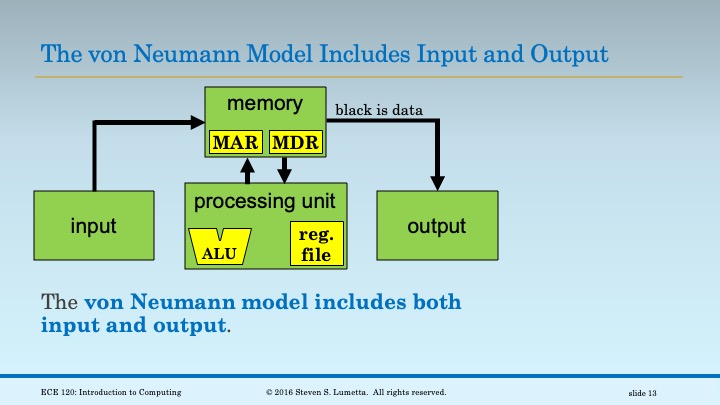 The von Neumann Model Includes Input and Output
memory
black is data
MAR MDR
processing unit
input
ALU
reg.
file
output
The von Neumann model includes both
input and output.
ECE 120: Introduction to Computing
© 2016 Steven S. Lumetta. All rights reserved.
slide 13